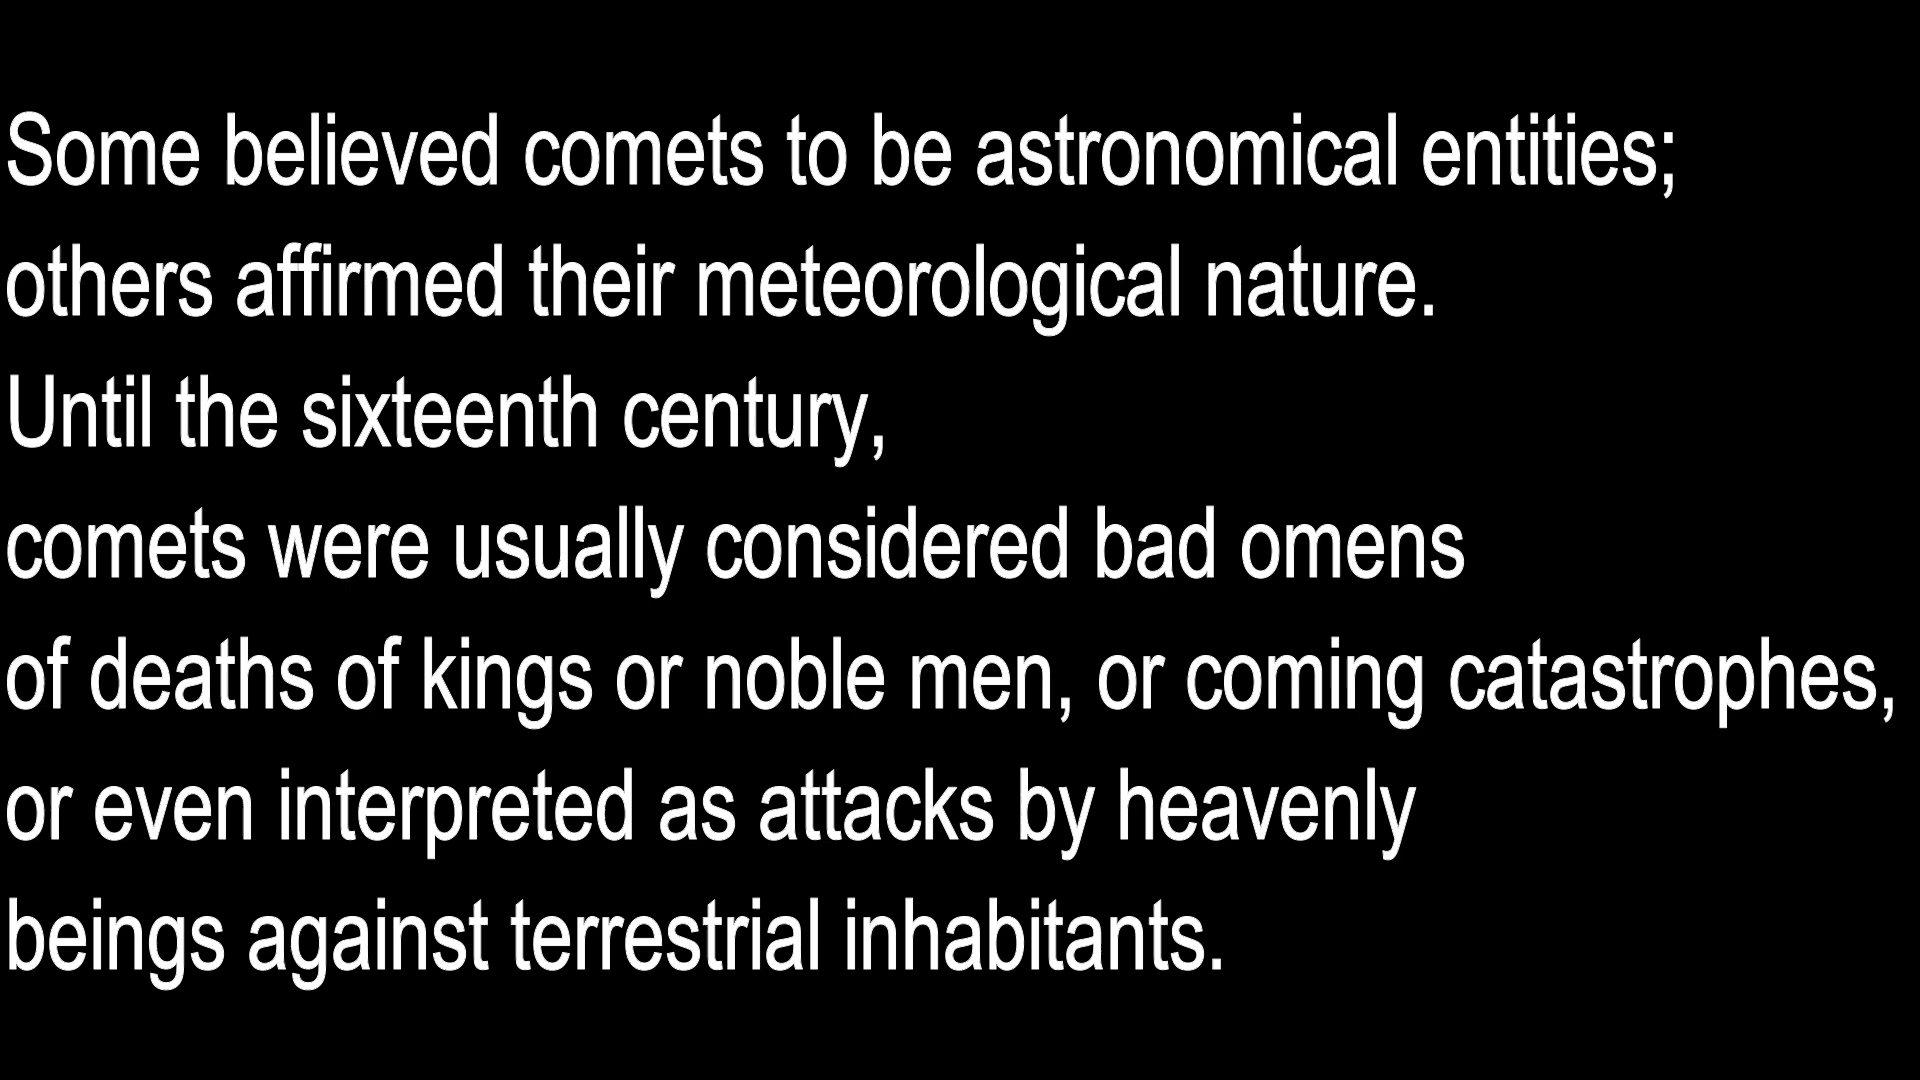 Some believed comets to be astronomical entities;
others affirmed their meteorological nature.
Until the sixteenth century,
comets were usually considered bad omens
of deaths of kings or noble men, or coming catastrophes,
or even interpreted as attacks by heavenly
beings against terrestrial inhabitants.